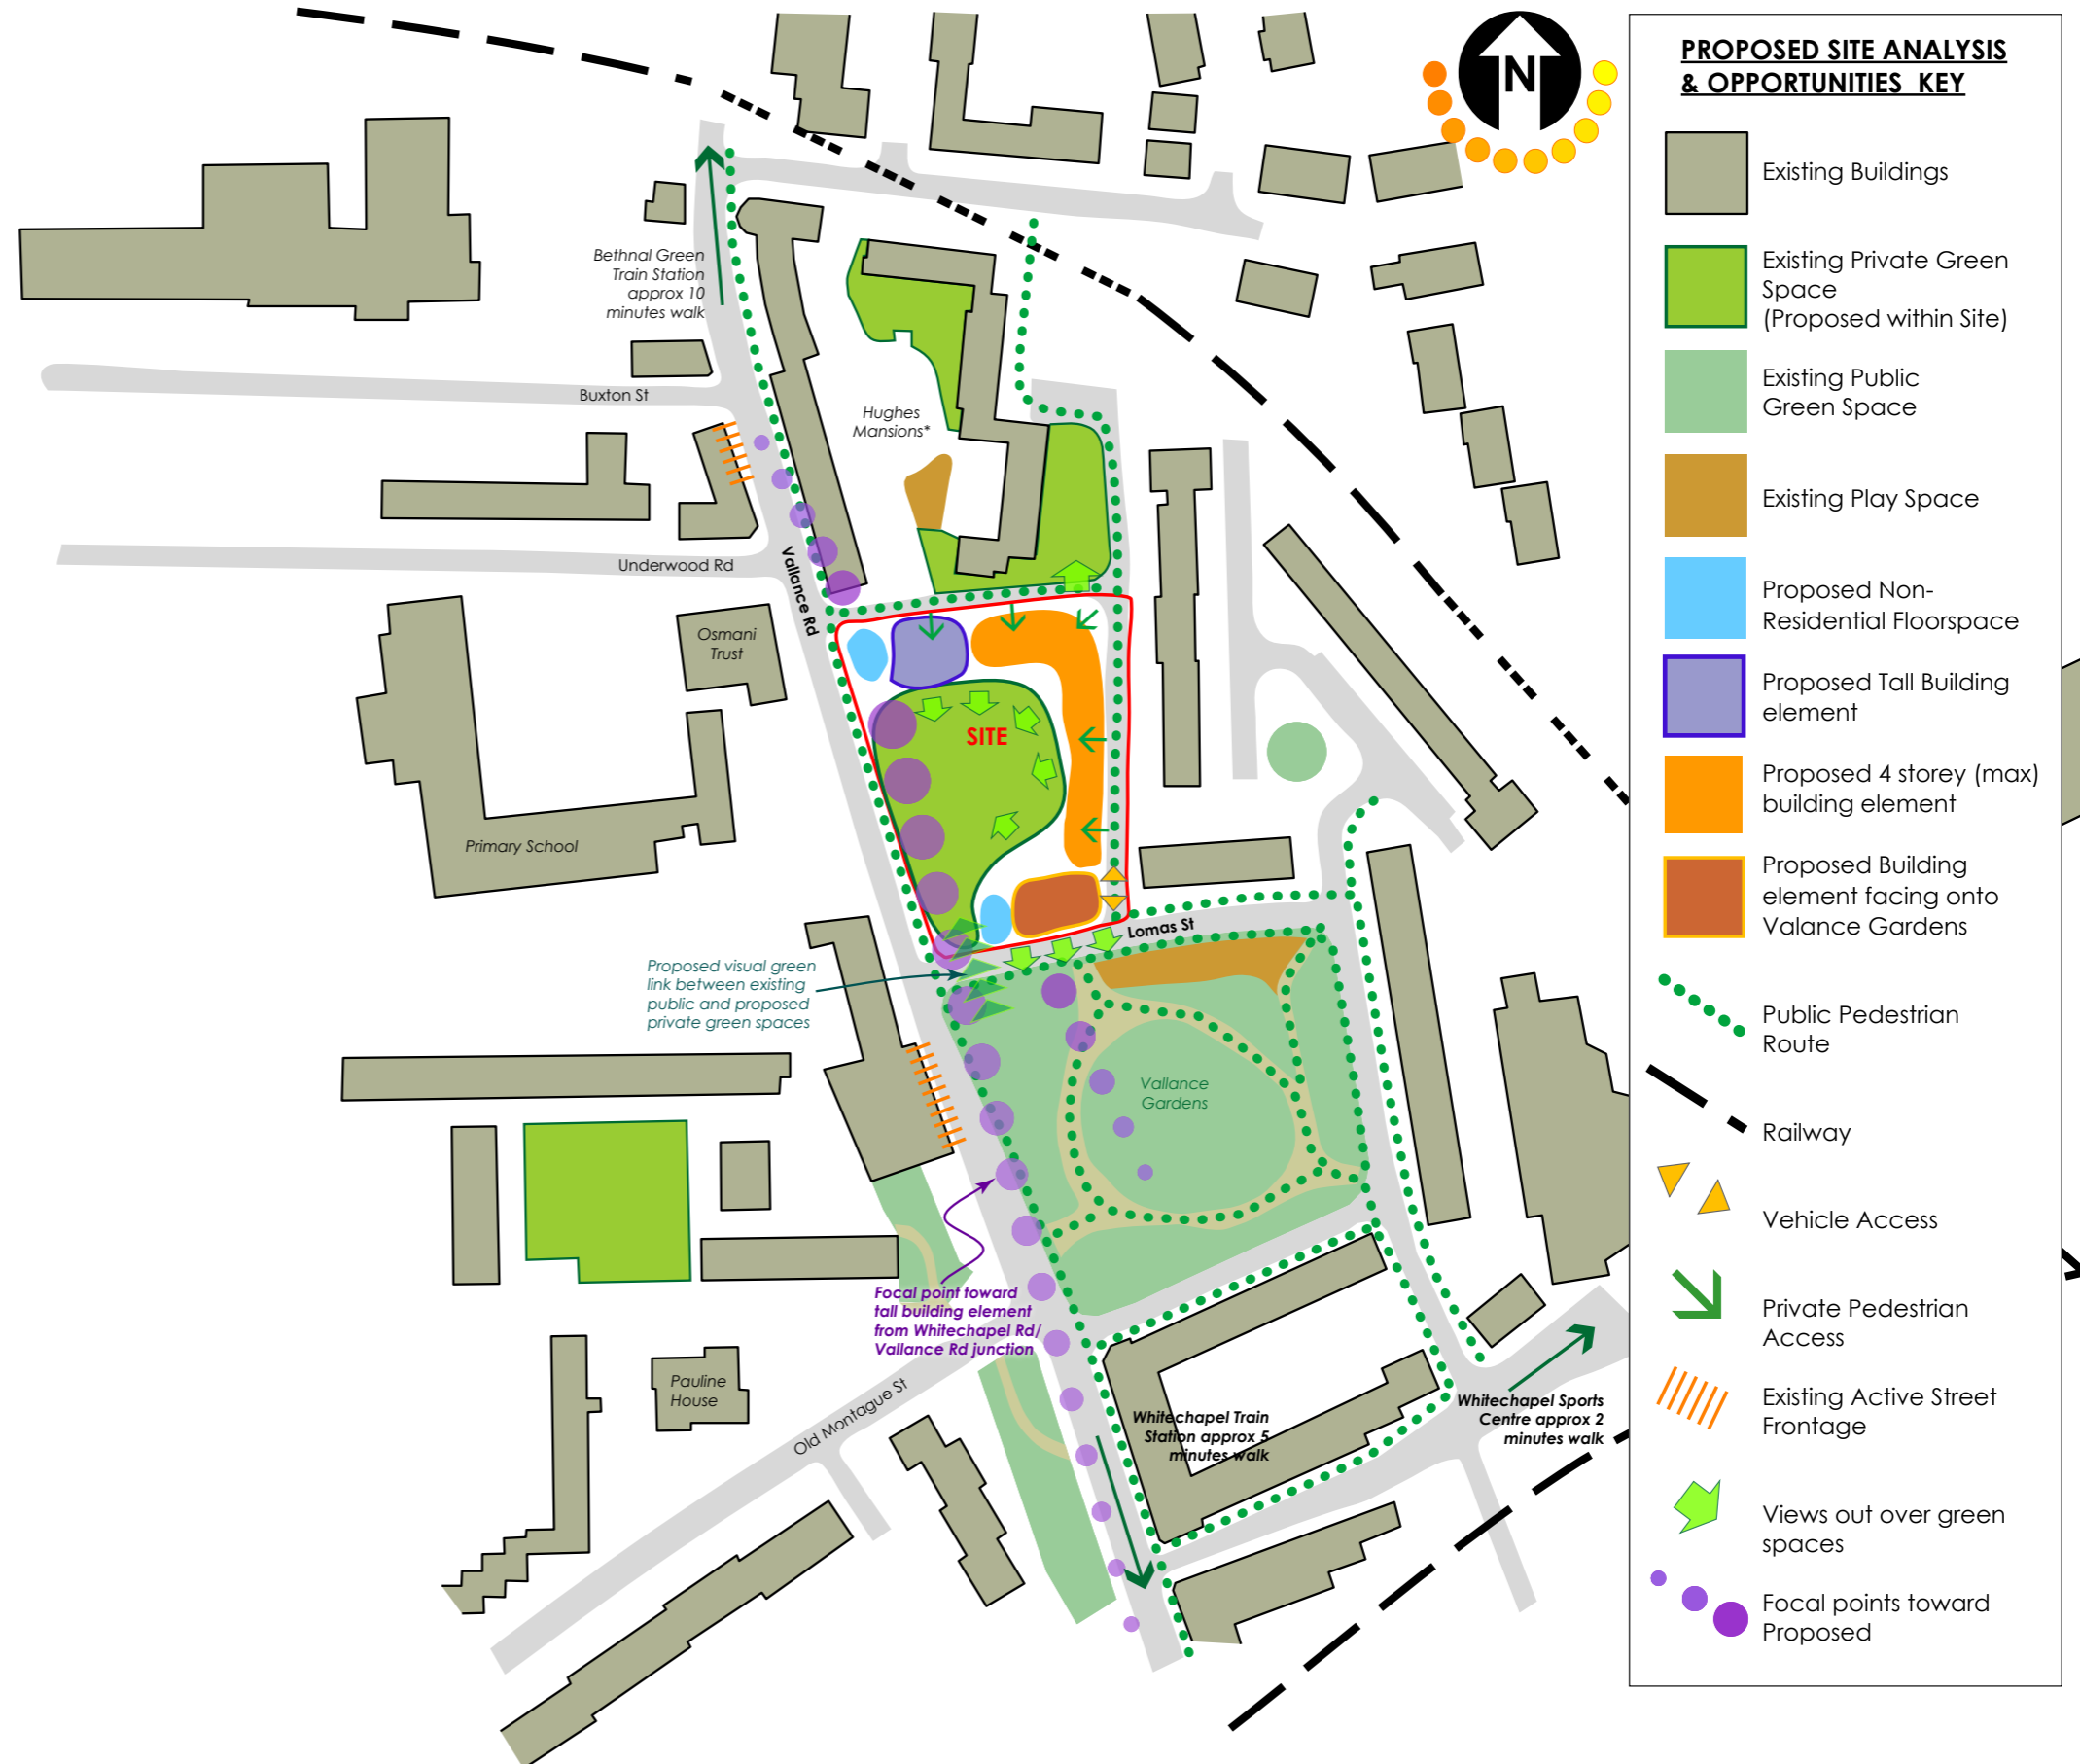 N
PROPOSED SITE ANALYSIS
& OPPORTUNITIES KEY
Existing Buildings
Existing Private Green
Space
(Proposed within Site)
Existing Public
Green Space
Existing Play Space
Proposed Non-
Residential Floorspace
Proposed Tall Building
element
Proposed 4 storey (max)
building element
Proposed Building
element facing onto
Valance Gardens
Public Pedestrian
Route
Railway
Vehicle Access
Private Pedestrian
Access
Existing Active Street
Frontage
Views out over green
spaces
Focal points toward
Proposed
Bethnal Green
Train Station
approx 10
minutes walk
Buxton St
Hughes
Mansions*
Underwood Rd
Vallance Rd
Osmani
Trust
SITE
Primary School
Lomas St
Proposed visual green
link between existing
public and proposed
private green spaces
Vallance
Gardens
Focal point toward
tall building element
from Whitechapel Rd/
Vallance Rd junction
Pauline
House
Old Montague St
Whitechapel Train
Station approx 5
minutes walk
Whitechapel Sports
Centre approx 2
minutes walk